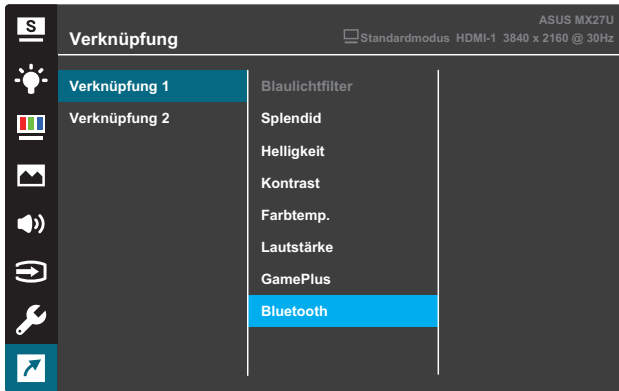 S
ASUS MX27U
Verknüpfung
Standardmodus HDMI-1 3840 x 2160 @ 30Hz
Verknüpfung 1
Blaulichtfilter
Verknüpfung 2
Splendid
Helligkeit
Kontrast
Farbtemp.
Lautstärke
GamePlus
Bluetooth